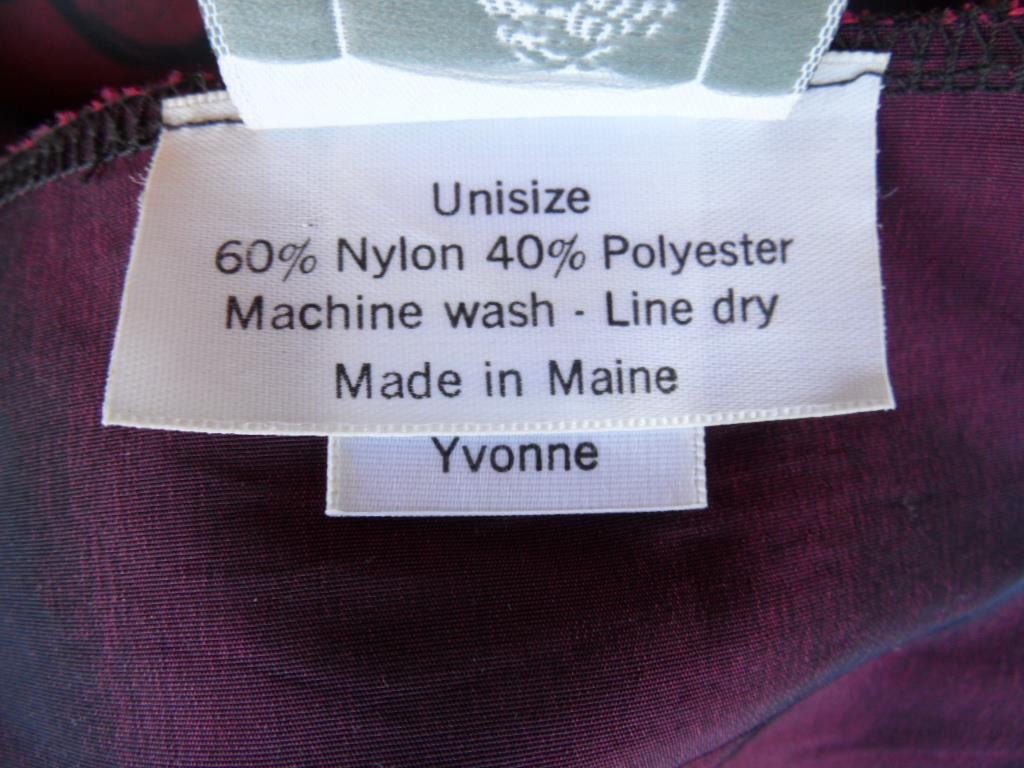 Unisize
60% Nylon 40% Polyester
Machine wash - Line dry
Made in Maine
Yvonne